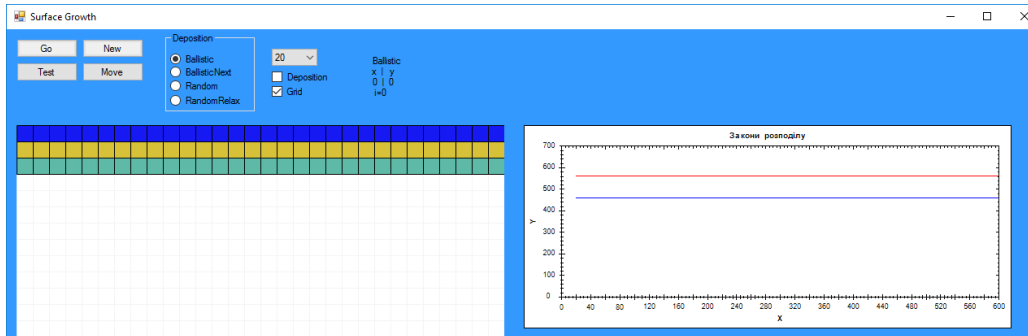 Surface Growth
Go
New
Test
Move
Deposition
Ballistic
BallisticNext
Random
RandomRelax
20
Deposition
Grid
Ballistic
x | y
0 | 0
i=0
Закони розподілу
700
600
500
400
300
200
100
0
Y
0 40 80 120 160 200 240 280 320 360 400 440 480 520 560 600
X